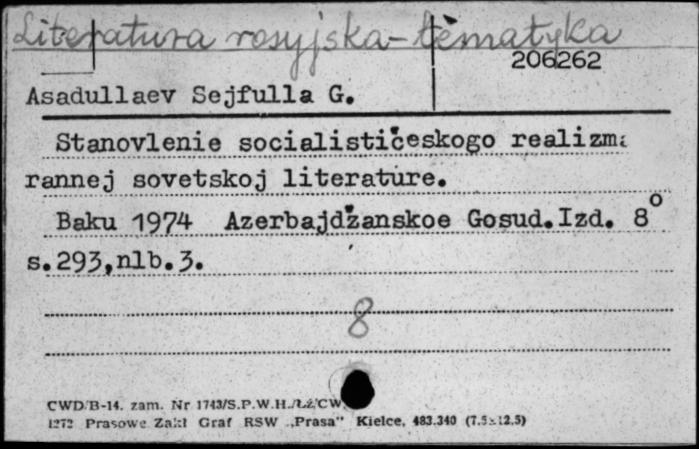 Literatura rosyjska - tematyka
206262
Asadullaev Sejfulla G.
Stanovlenie socialističeskogo realizma
rannej sovetskoj literature.
Baku 1974 Azerbajdžanskoe Gosud.Izd. 8°
s.293,nlb.3.
8
CWD/B-14. zam. Nr 1743/S.P.W.H./Łź/CW
1272 Prasowe Zakł Graf RSW „Prasa" Kielce, 483.340 (7.5x12.5)